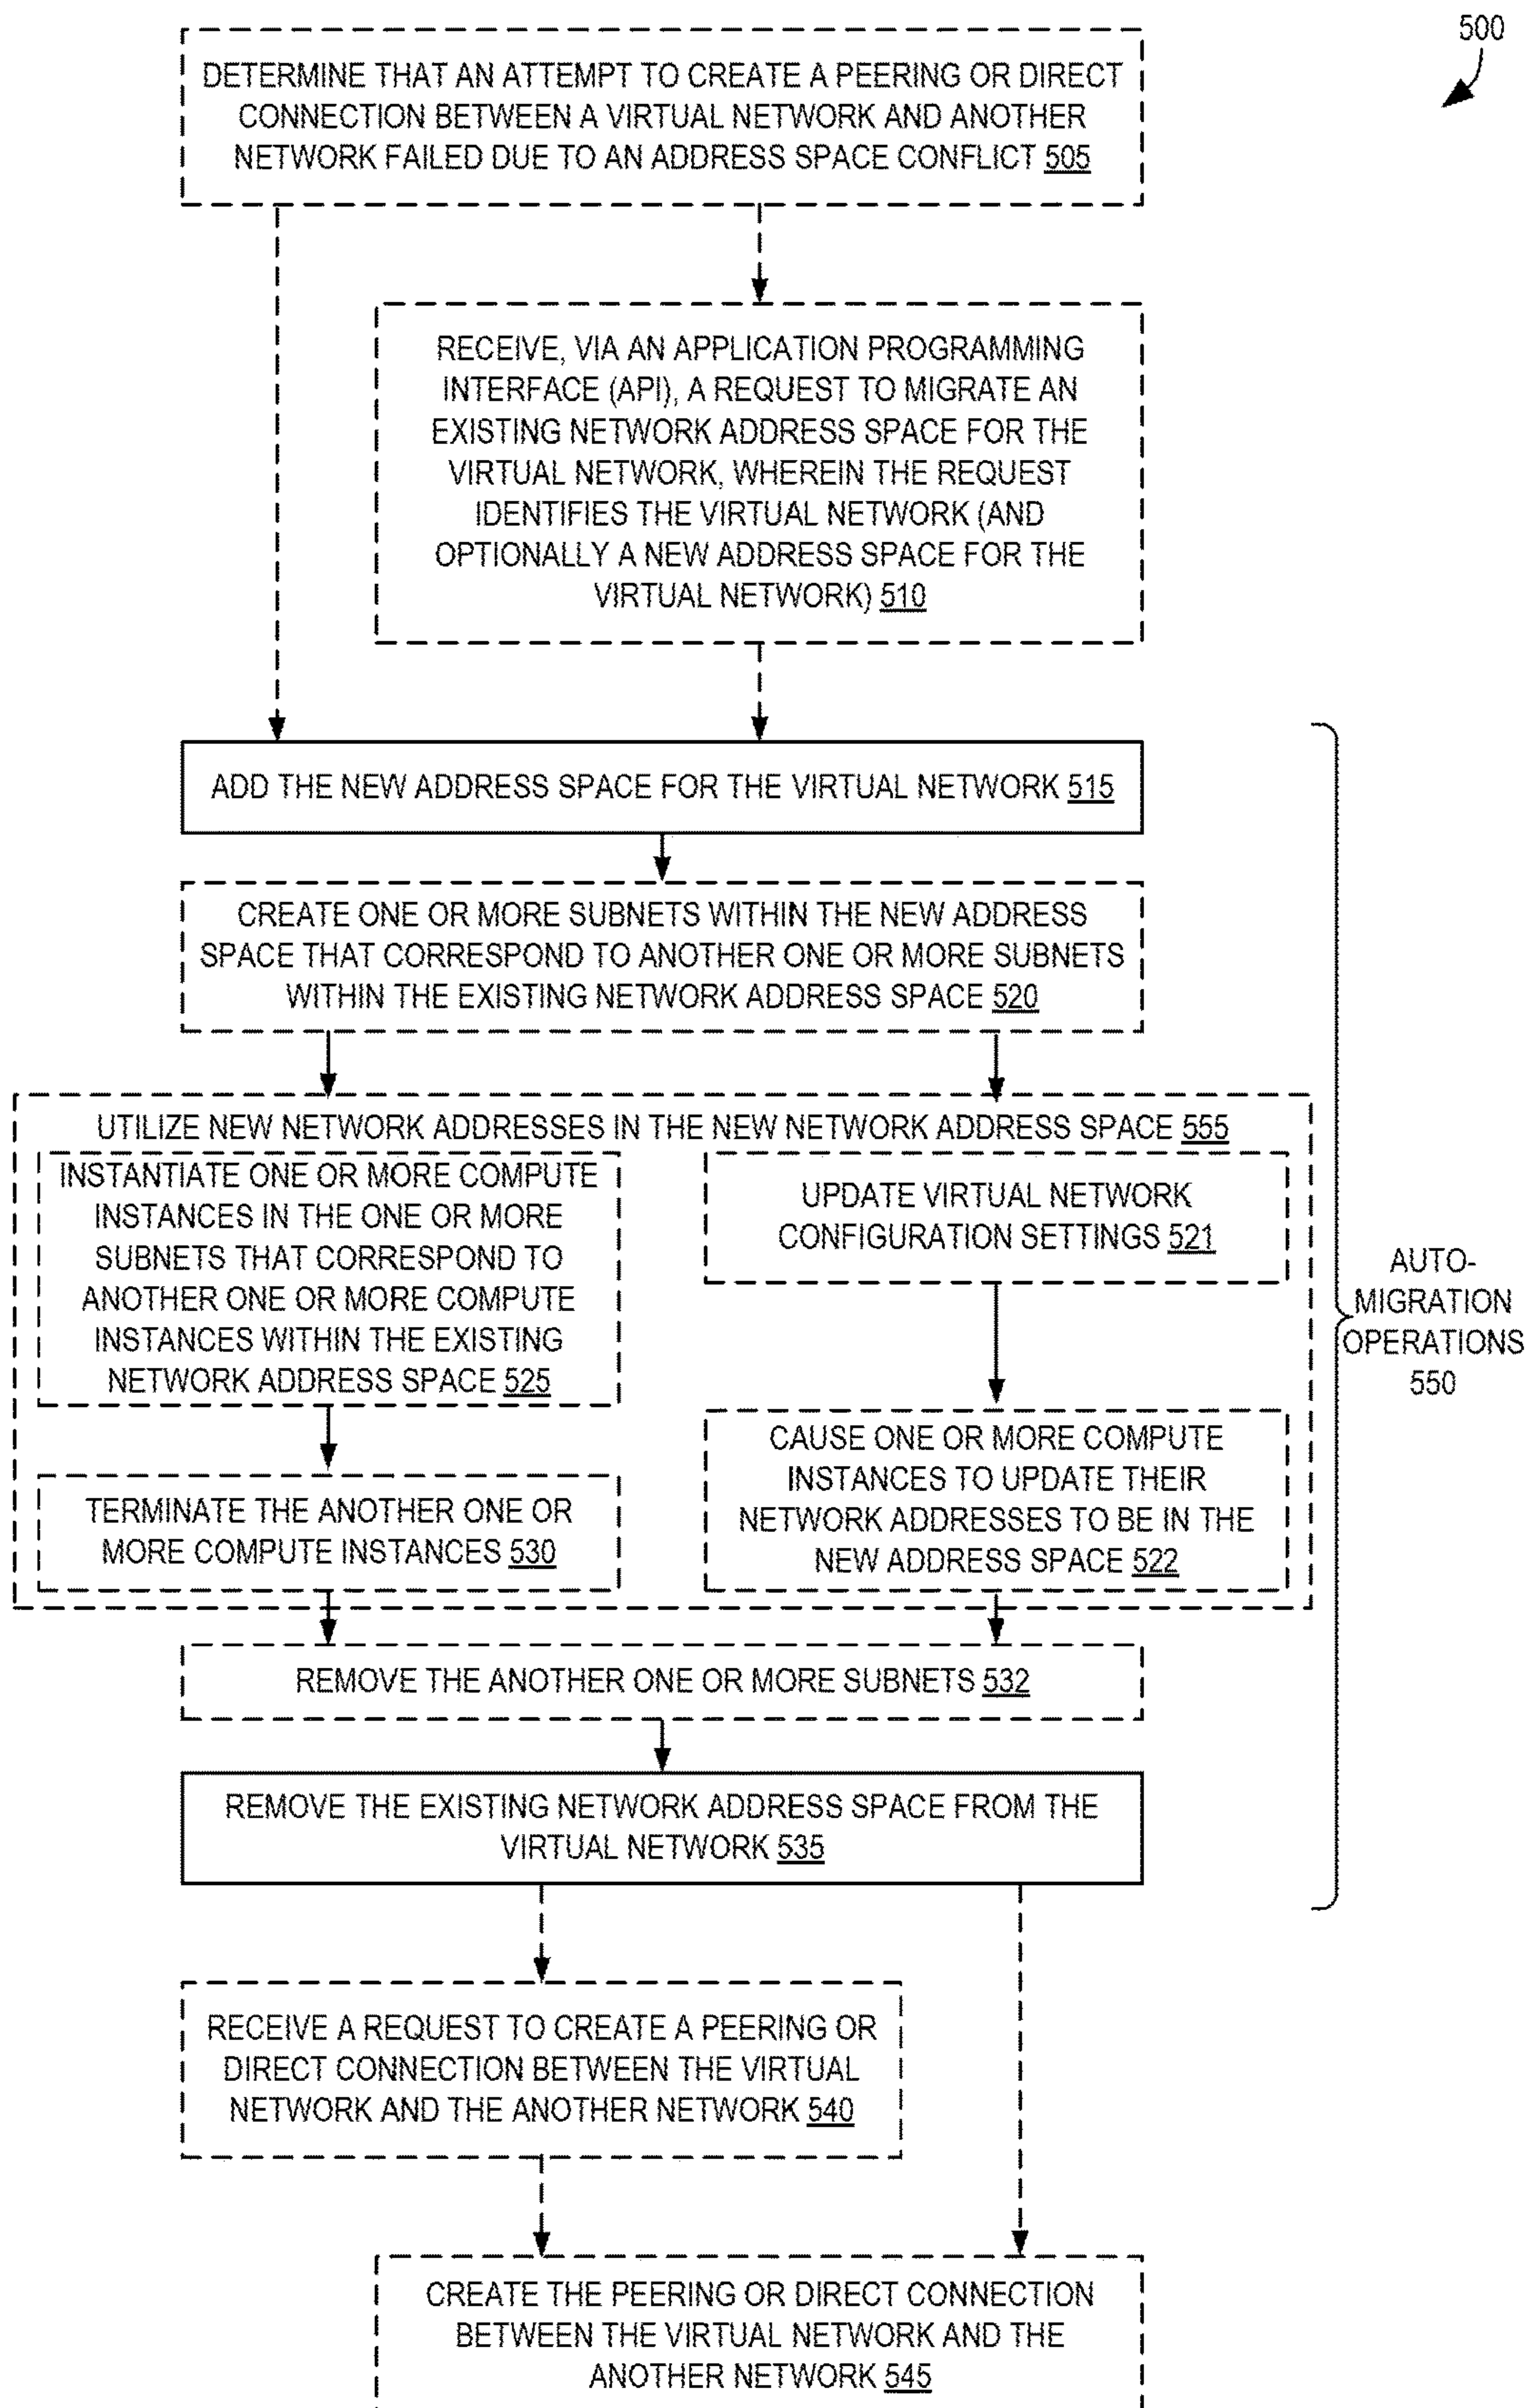 500
DETERMINE THAT AN ATTEMPT TO CREATE A PEERING OR DIRECT
CONNECTION BETWEEN A VIRTUAL NETWORK AND ANOTHER
NETWORK FAILED DUE TO AN ADDRESS SPACE CONFLICT 505
RECEIVE, VIA AN APPLICATION PROGRAMMING
INTERFACE (API), A REQUEST TO MIGRATE AN
EXISTING NETWORK ADDRESS SPACE FOR THE
VIRTUAL NETWORK, WHEREIN THE REQUEST
IDENTIFIES THE VIRTUAL NETWORK (AND
OPTIONALLY A NEW ADDRESS SPACE FOR THE
VIRTUAL NETWORK) 510
ADD THE NEW ADDRESS SPACE FOR THE VIRTUAL NETWORK 515
CREATE ONE OR MORE SUBNETS WITHIN THE NEW ADDRESS
SPACE THAT CORRESPOND TO ANOTHER ONE OR MORE SUBNETS
WITHIN THE EXISTING NETWORK ADDRESS SPACE 520
UTILIZE NEW NETWORK ADDRESSES IN THE NEW NETWORK ADDRESS SPACE 555
INSTANTIATE ONE OR MORE COMPUTE
INSTANCES IN THE ONE OR MORE
SUBNETS THAT CORRESPOND TO
ANOTHER ONE OR MORE COMPUTE
INSTANCES WITHIN THE EXISTING
NETWORK ADDRESS SPACE 525
TERMINATE THE ANOTHER ONE OR
MORE COMPUTE INSTANCES 530
UPDATE VIRTUAL NETWORK
CONFIGURATION SETTINGS 521
CAUSE ONE OR MORE COMPUTE
INSTANCES TO UPDATE THEIR
NETWORK ADDRESSES TO BE IN THE
NEW ADDRESS SPACE 522
AUTO-
MIGRATION
OPERATIONS
550
REMOVE THE ANOTHER ONE OR MORE SUBNETS 532
REMOVE THE EXISTING NETWORK ADDRESS SPACE FROM THE
VIRTUAL NETWORK 535
RECEIVE A REQUEST TO CREATE A PEERING OR
DIRECT CONNECTION BETWEEN THE VIRTUAL
NETWORK AND THE ANOTHER NETWORK 540
CREATE THE PEERING OR DIRECT CONNECTION
BETWEEN THE VIRTUAL NETWORK AND THE
ANOTHER NETWORK 545